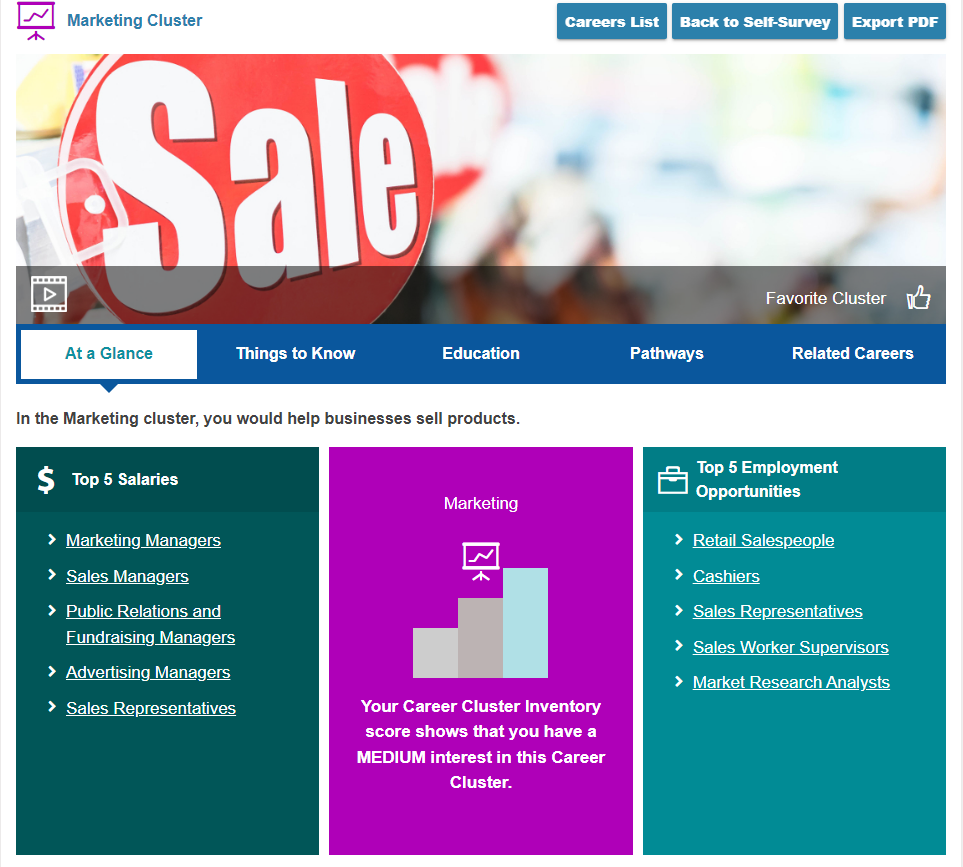 Marketing Cluster
Careers List
Back to Self-Survey
Export PDF
Sale
Favorite Cluster
At a Glance
Things to Know
Education
Pathways
Related Careers
In the Marketing cluster, you would help businesses sell products.
$ Top 5 Salaries
Marketing Managers
Sales Managers
Public Relations and
Fundraising Managers
Advertising Managers
Sales Representatives
Marketing
Your Career Cluster Inventory
score shows that you have a
MEDIUM interest in this Career
Cluster.
Top 5 Employment
Opportunities
Retail Salespeople
Cashiers
Sales Representatives
Sales Worker Supervisors
Market Research Analysts